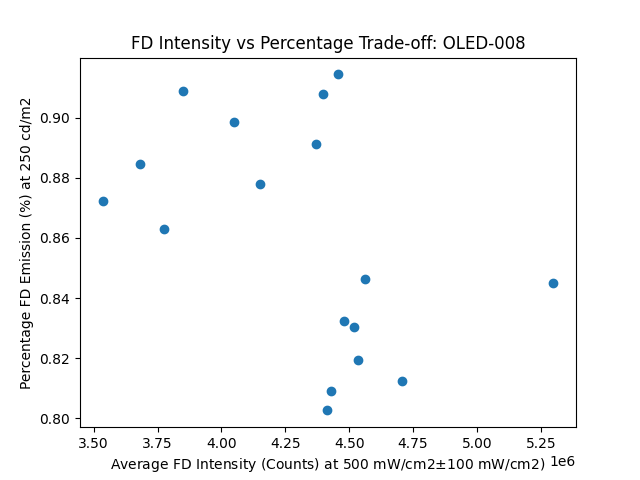 FD Intensity vs Percentage Trade-off: OLED-008
Percentage FD Emission (%) at 250 cd/m2
0.90
0.88
0.86
0.84
0.82
0.80
3.50 3.75 4.00 4.25 4.50 4.75 5.00 5.25
1e6
Average FD Intensity (Counts) at 500 mW/cm2±100 mW/cm2)